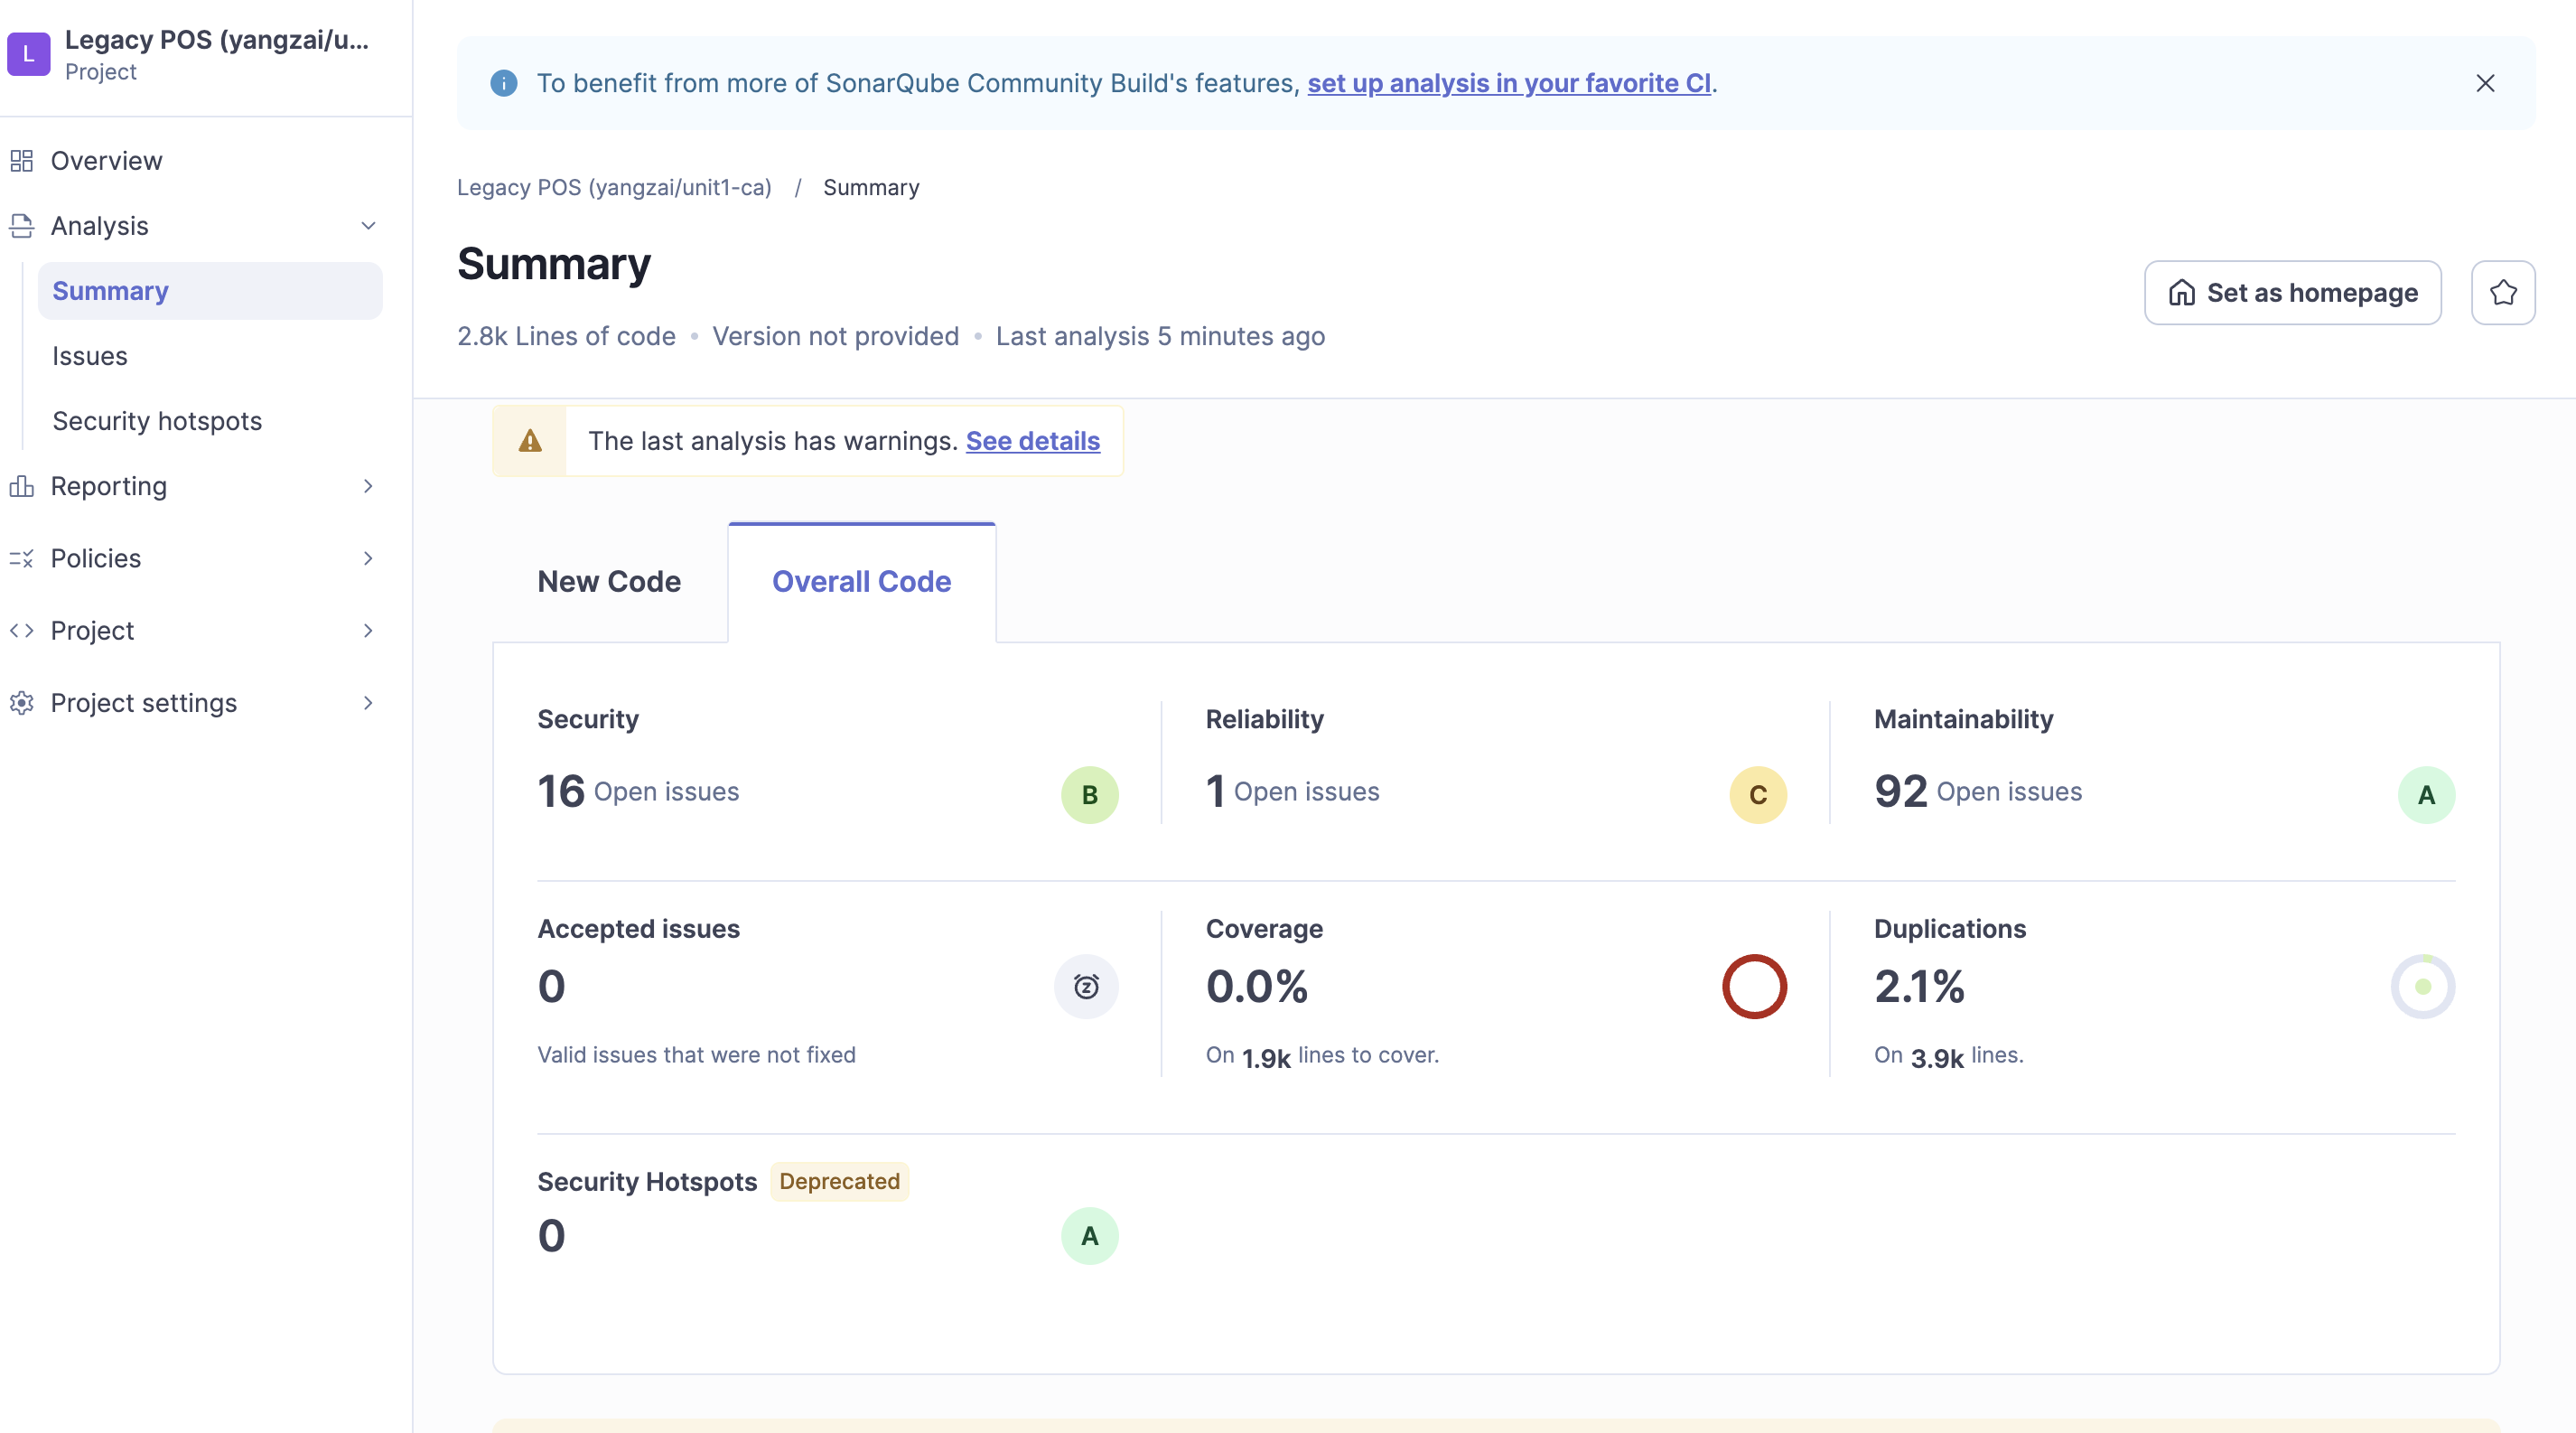 L
Legacy POS (yangzai/u...
Project
Overview
Analysis
Summary
Issues
Security hotspots
Reporting
Policies
Project
Project settings
To benefit from more of SonarQube Community Build's features, set up analysis in your favorite CI.
Legacy POS (yangzai/unit1-ca) / Summary
Summary
2.8k Lines of code • Version not provided • Last analysis 5 minutes ago
Set as homepage
The last analysis has warnings. See details
New Code
Overall Code
Security
16 Open issues
B
Reliability
1 Open issues
C
Maintainability
92 Open issues
A
Accepted issues
0
Valid issues that were not fixed
Coverage
0.0%
On 1.9k lines to cover.
Duplications
2.1%
On 3.9k lines.
Security Hotspots Deprecated
0
A